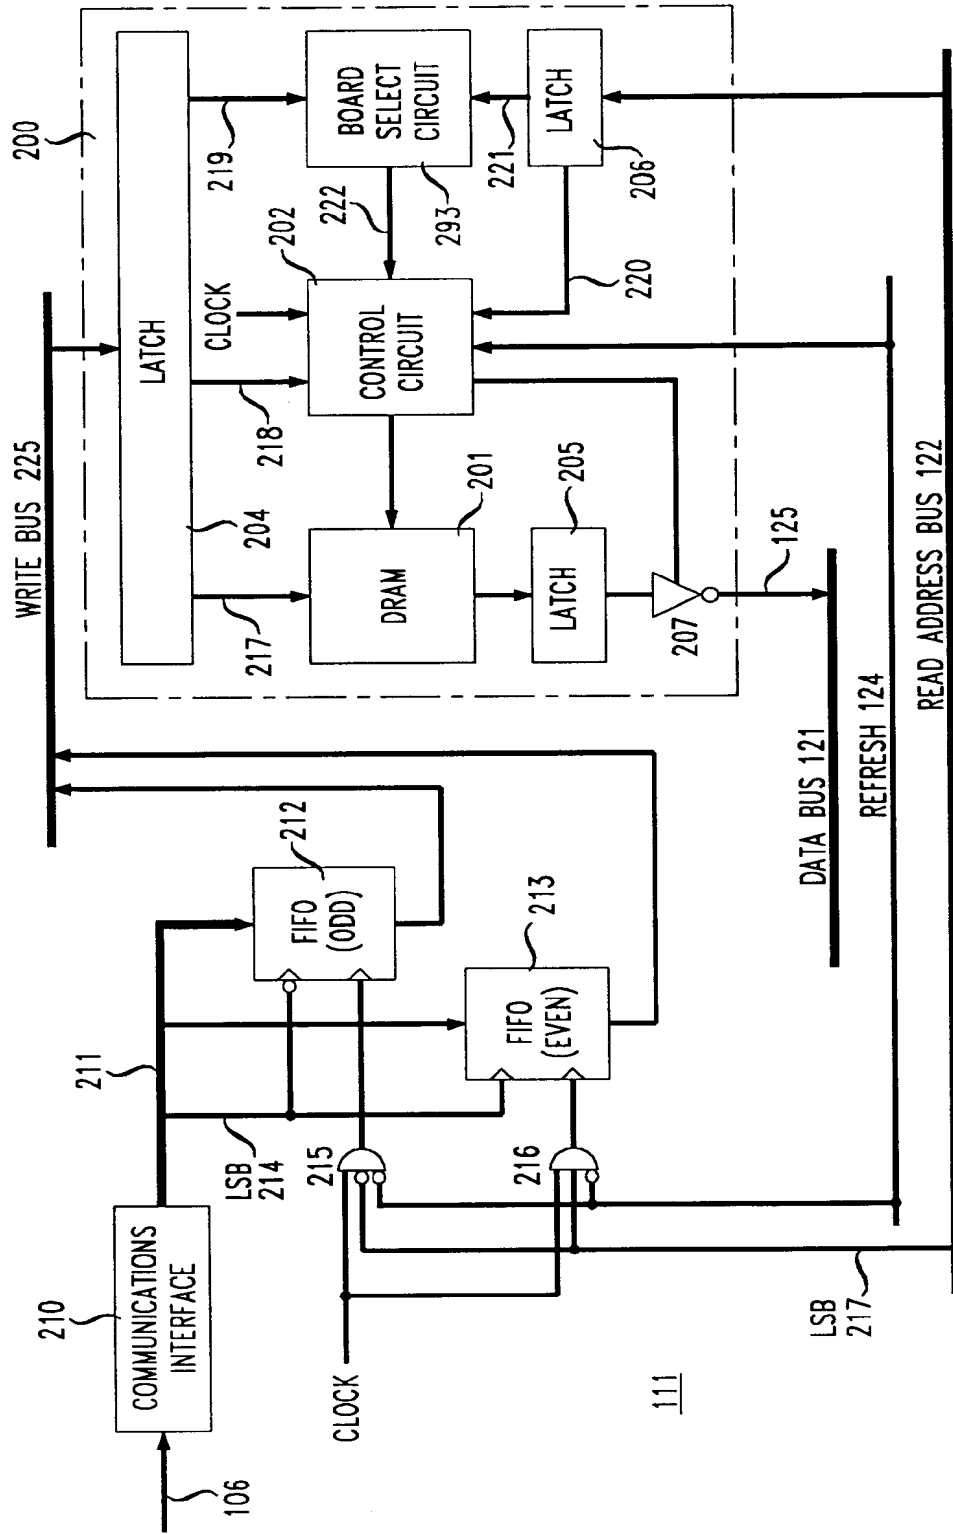 106
210
COMMUNICATIONS
INTERFACE
211
LSB
214
CLOCK
215
216
LSB
217
111
212
FIFO
(ODD)
213
FIFO
(EVEN)
WRITE BUS 225
200
LATCH
204
217
218
219
CLOCK
202
222
DRAM
201
CONTROL
CIRCUIT
BOARD
SELECT
CIRCUIT
293
LATCH
205
220
221
LATCH
206
207
125
DATA BUS 121
REFRESH 124
READ ADDRESS BUS 122